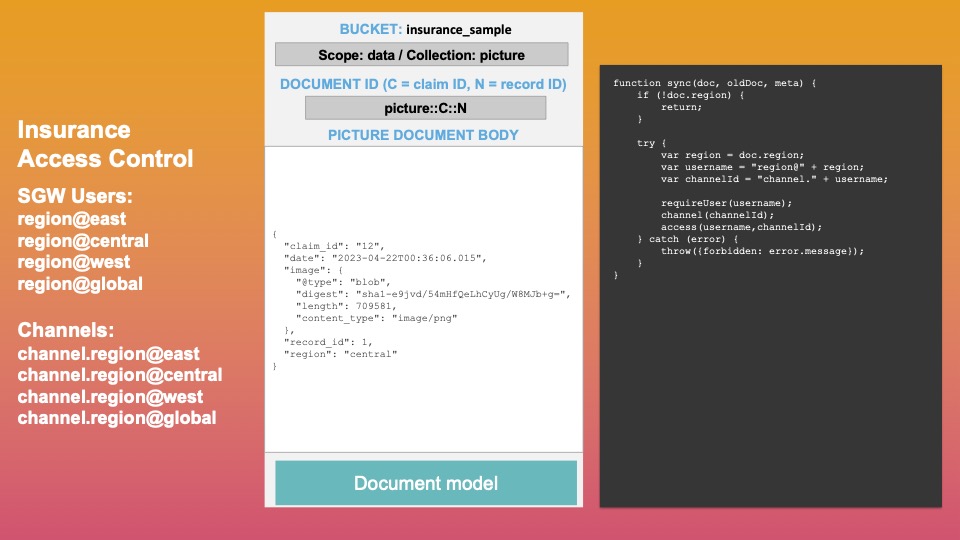 Insurance
Access Control
SGW Users:
region@east
region@central
region@west
region@global
Channels:
channel.region@east
channel.region@central
channel.region@west
channel.region@global
BUCKET: insurance_sample
Scope: data / Collection: picture
DOCUMENT ID (C = claim ID, N = record ID)
picture::C::N
PICTURE DOCUMENT BODY
{
  "claim_id": "12",
  "date": "2023-04-22T00:36:06.015",
  "image": {
    "@type": "blob",
    "digest": "sha1-e9jvd/54mHfQeLhCyUg/W8MJb+g=",
    "length": 709581,
    "content_type": "image/png"
  },
  "record_id": 1,
  "region": "central"
}
Document model
function sync(doc, oldDoc, meta) {
    if (!doc.region) {
        return;
    }
    try {
        var region = doc.region;
        var username = "region@" + region;
        var channelId = "channel." + username;
        requireUser(username);
        channel(channelId);
        access(username,channelId);
    } catch (error) {
        throw({forbidden: error.message});
    }
}